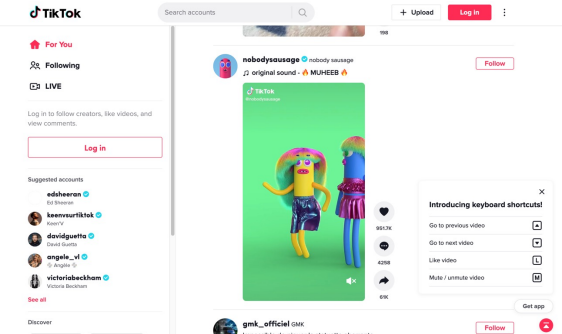 TikTok
Search accounts
+ Upload
Log in
For You
Following
LIVE
Log in to follow creators, like videos, and
view comments.
Log in
Suggested accounts
edsheeran
Ed Sheeran
keenvsurtiktok
Keen'V
davidguetta
David Guetta
angele_vl
Angèle
victoriabeckham
Victoria Beckham
See all
Discover
198
nobodysausage nobody sausage
Follow
♫ original sound - 🔥 MUHEEB 🔥
TikTok
@nobodysausage
951.7K
4258
61K
Introducing keyboard shortcuts!
Go to previous video
Go to next video
Like video L
Mute / unmute video M
Get app
gmk_officiel GMK
Follow